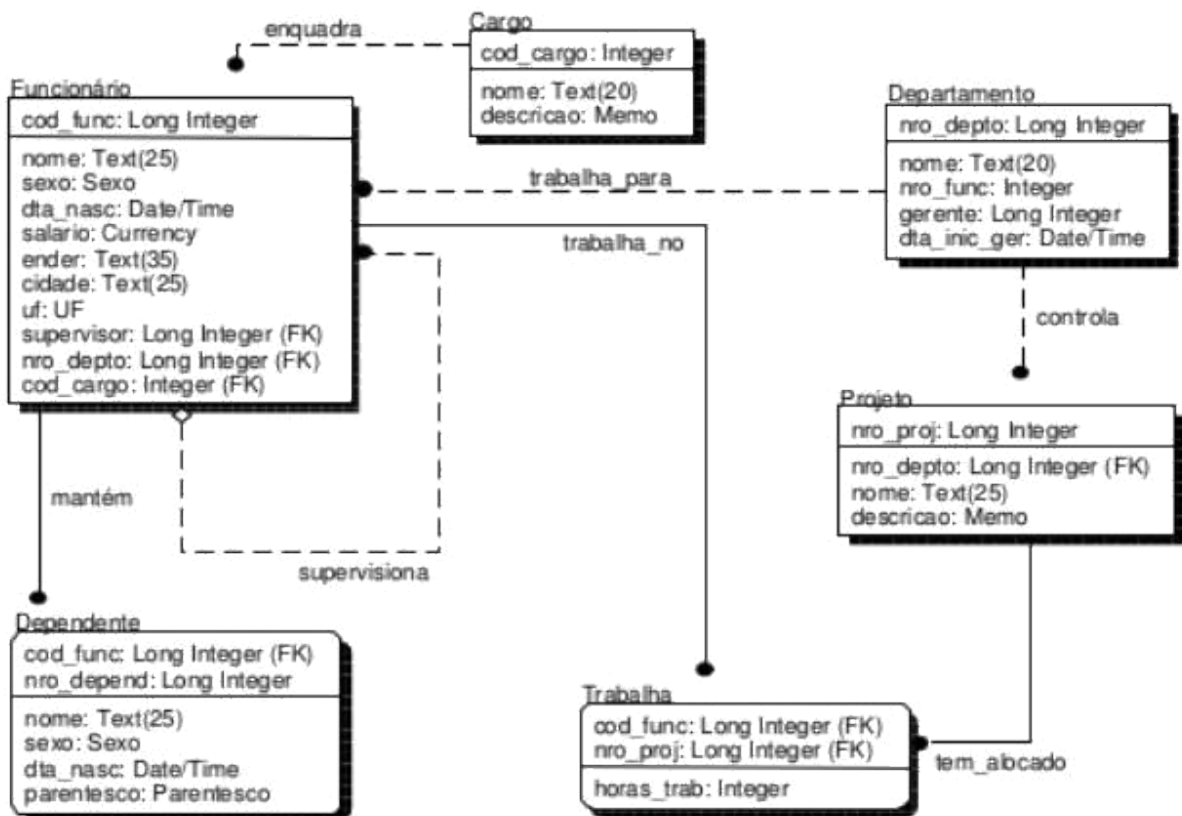 enquadra
Cargo
cod_cargo: Integer
nome: Text(20)
descricao: Memo
Funcionário
cod_func: Long Integer
nome: Text(25)
sexo: Sexo
dta_nasc: Date/Time
salario: Currency
ender: Text(35)
cidade: Text(25)
uf: UF
supervisor: Long Integer (FK)
nro_depto: Long Integer (FK)
cod_cargo: Integer (FK)
Departamento
nro_depto: Long Integer
nome: Text(20)
nro_func: Integer
gerente: Long Integer
dta_inic_ger: Date/Time
trabalha_para
trabalha_no
controla
Projeto
nro_proj: Long Integer
nro_depto: Long Integer (FK)
nome: Text(25)
descricao: Memo
mantém
supervisiona
Dependente
cod_func: Long Integer (FK)
nro_depend: Long Integer
nome: Text(25)
sexo: Sexo
dta_nasc: Date/Time
parentesco: Parentesco
Trabalha
cod_func: Long Integer (FK)
nro_proj: Long Integer (FK)
horas_trab: Integer
tem_alocado